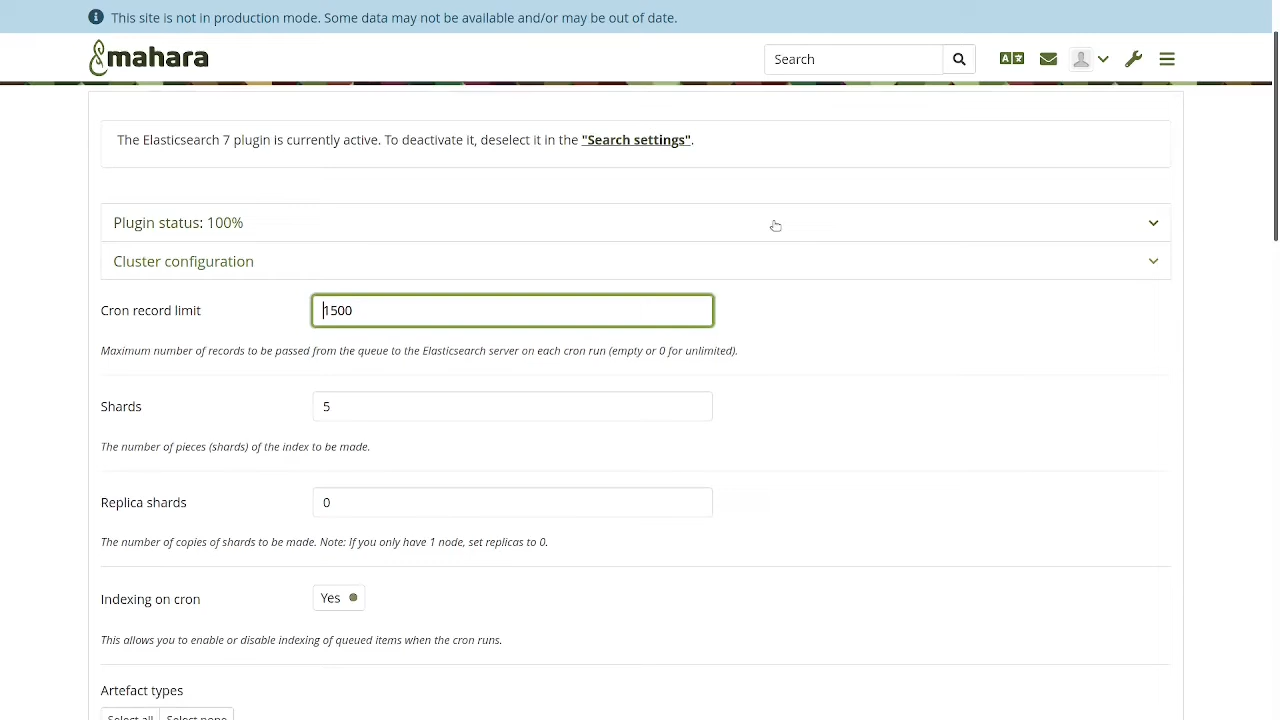 This site is not in production mode. Some data may not be available and/or may be out of date.
mahara
Search
The Elasticsearch 7 plugin is currently active. To deactivate it, deselect it in the "Search settings".
Plugin status: 100%
Cluster configuration
Cron record limit
1500
Maximum number of records to be passed from the queue to the Elasticsearch server on each cron run (empty or 0 for unlimited).
Shards
5
The number of pieces (shards) of the index to be made.
Replica shards
0
The number of copies of shards to be made. Note: If you only have 1 node, set replicas to 0.
Indexing on cron
Yes
This allows you to enable or disable indexing of queued items when the cron runs.
Artefact types
Select all Select none